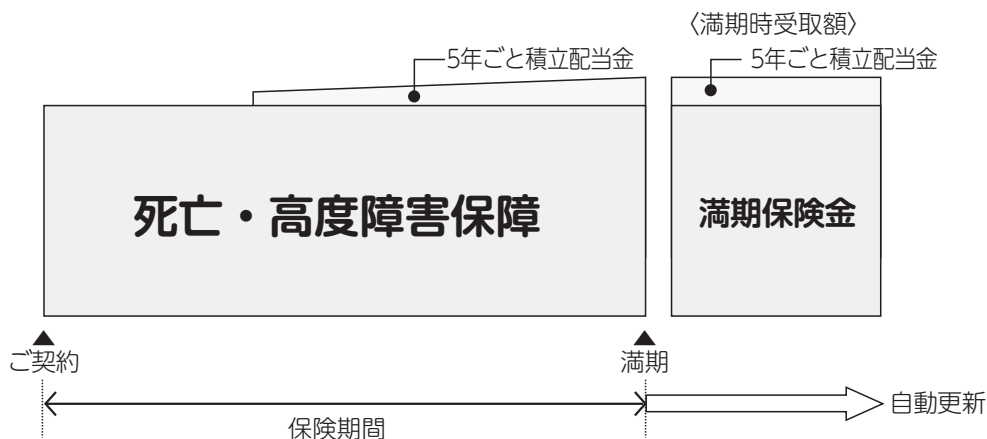 〈満期時受取額〉
5年ごと積立配当金
5年ごと積立配当金
死亡・高度障害保障
満期保険金
ご契約
満期
保険期間
自動更新